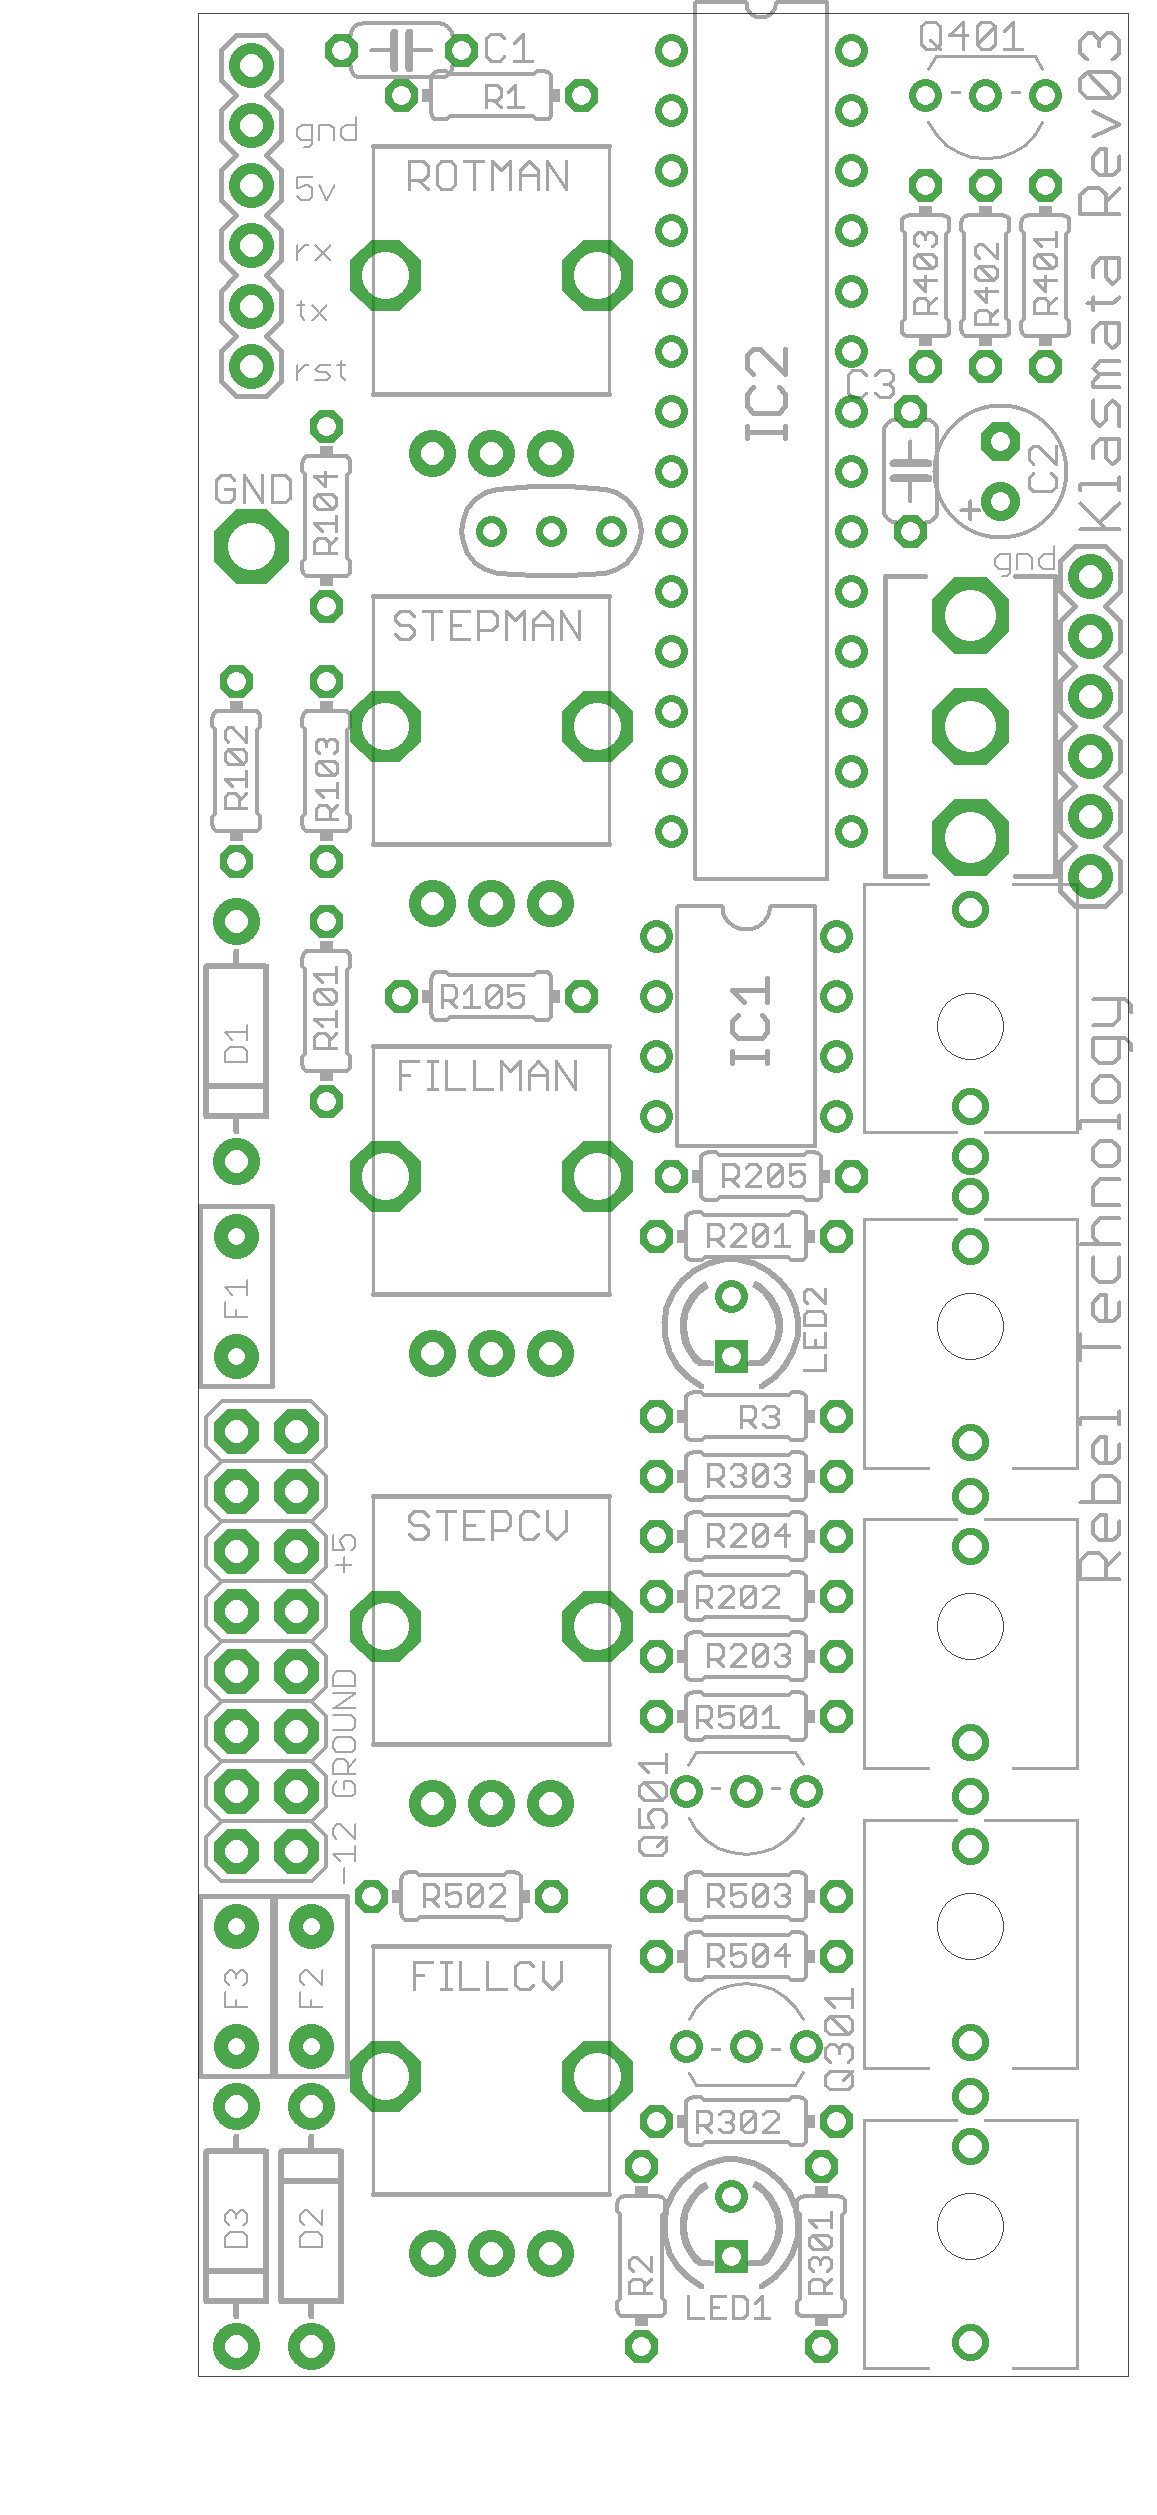 C1
R1
Q401
gnd
5v
rx
tx
rst
ROTMAN
R403
R402
R401
IC2
C3
C2
+
GND
R104
gnd
STEPMAN
R102
R103
D1
R101
R105
IC1
FILLMAN
R205
R201
F1
LED2
R3
R303
STEPCV
R204
+5
R202
R203
GROUND
R501
Q501
-12
R502
R503
R504
FILLCV
F3
F2
Q301
R302
D3
D2
R2
R301
LED1
Rebel Technology Klasmata Rev03